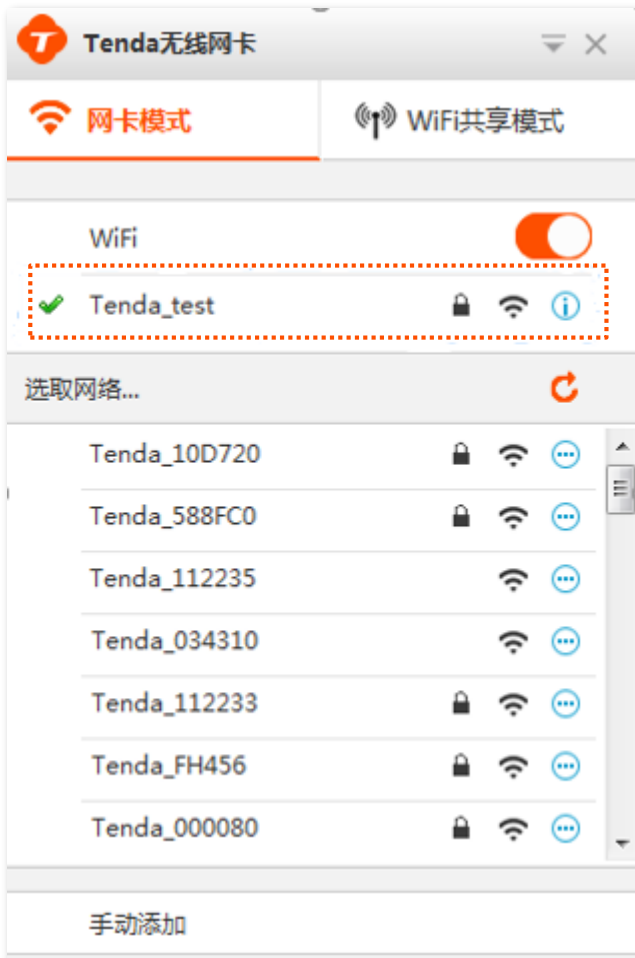 Tenda无线网卡
网卡模式
WiFi共享模式
WiFi
Tenda_test
选取网络...
Tenda_10D720
Tenda_588FC0
Tenda_112235
Tenda_034310
Tenda_112233
Tenda_FH456
Tenda_000080
手动添加